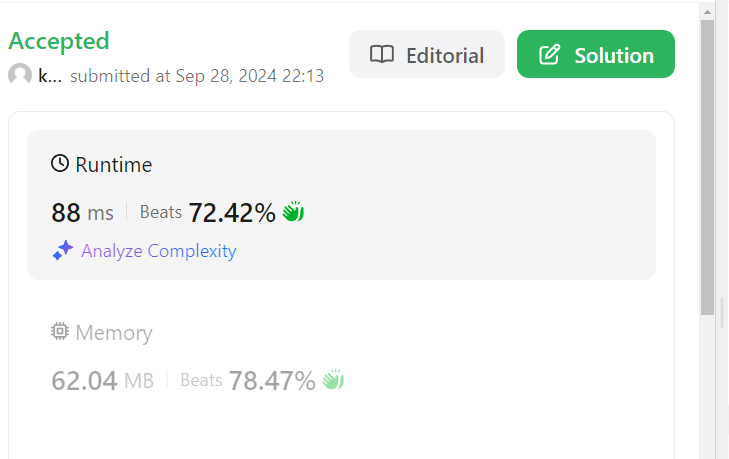 Accepted
k... submitted at Sep 28, 2024 22:13
Editorial
Solution
Runtime
88 ms Beats 72.42%
Analyze Complexity
Memory
62.04 MB Beats 78.47%